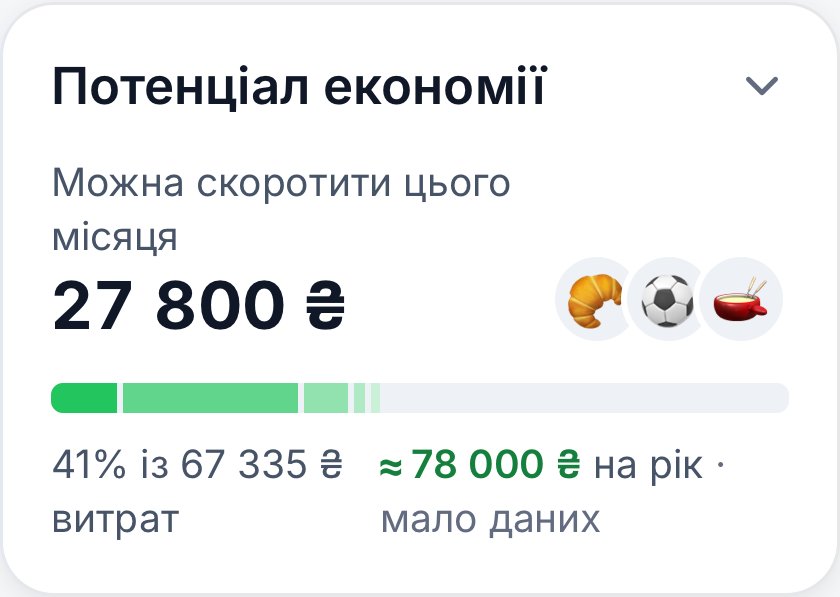 Потенціал економії
Можна скоротити цього
місяця
27 800 ₴
41% із 67 335 ₴
витрат
≈ 78 000 ₴ на рік ·
мало даних